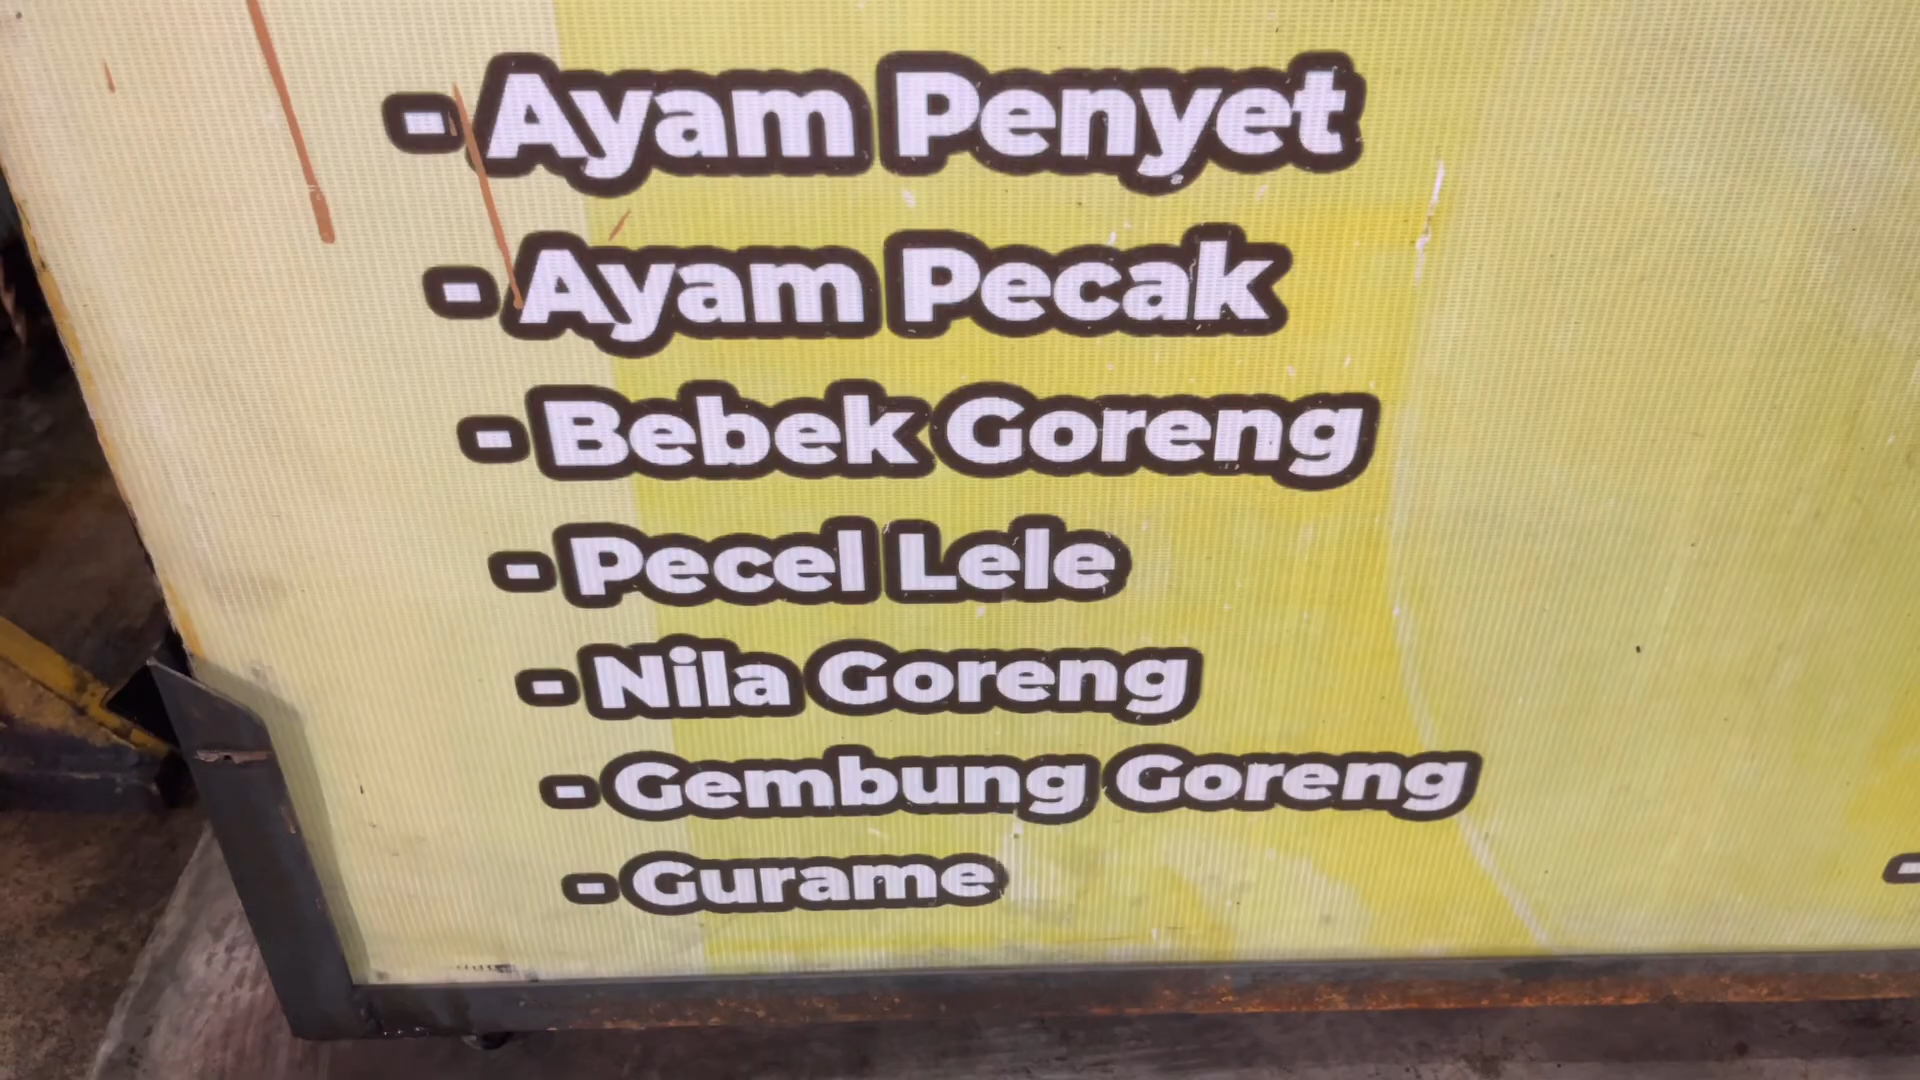 - Ayam Penyet
- Ayam Pecak
- Bebek Goreng
- Pecel Lele
- Nila Goreng
- Gembung Goreng
- Gurame